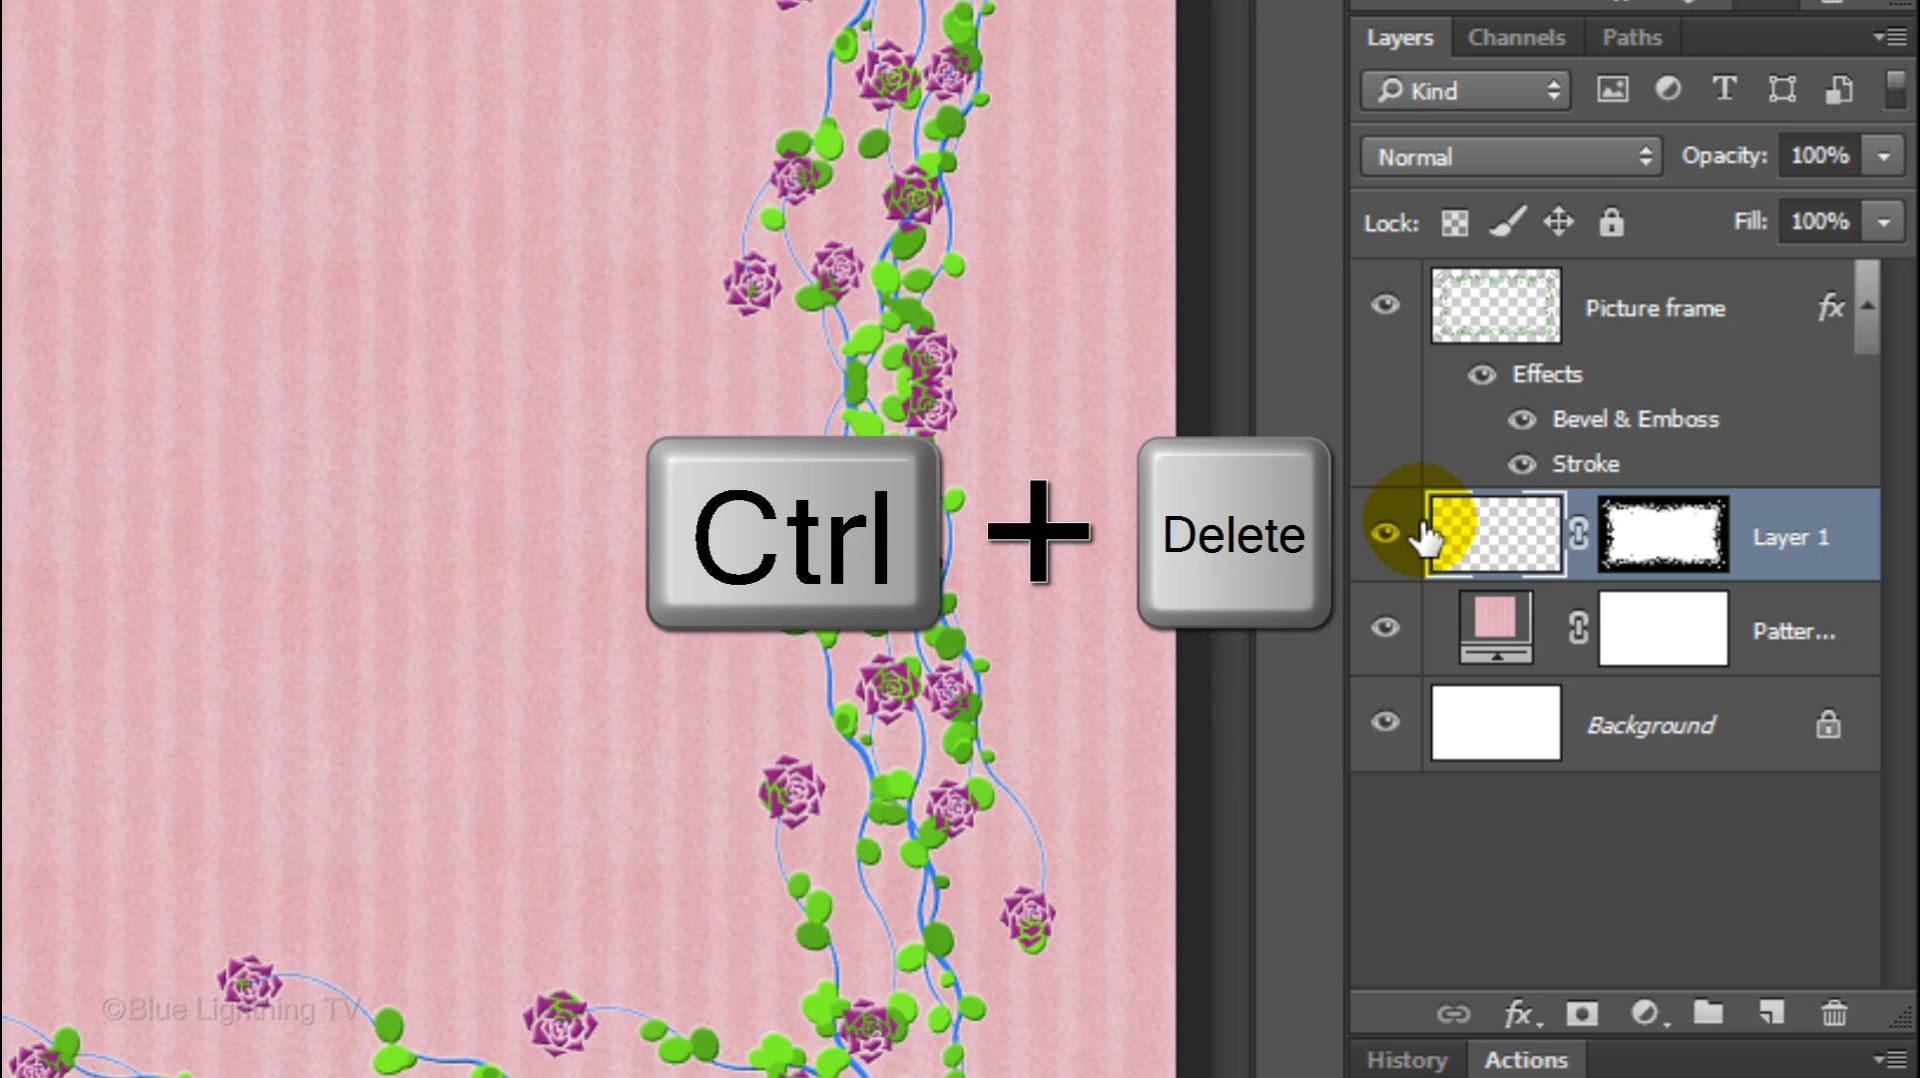 Layers Channels Paths
Kind
T
Normal Opacity: 100%
Lock: Fill: 100%
Picture frame fx
Effects
Bevel & Emboss
Stroke
Ctrl + Delete
Layer 1
Patter...
Background
©Blue Lightning TV
fx
History Actions